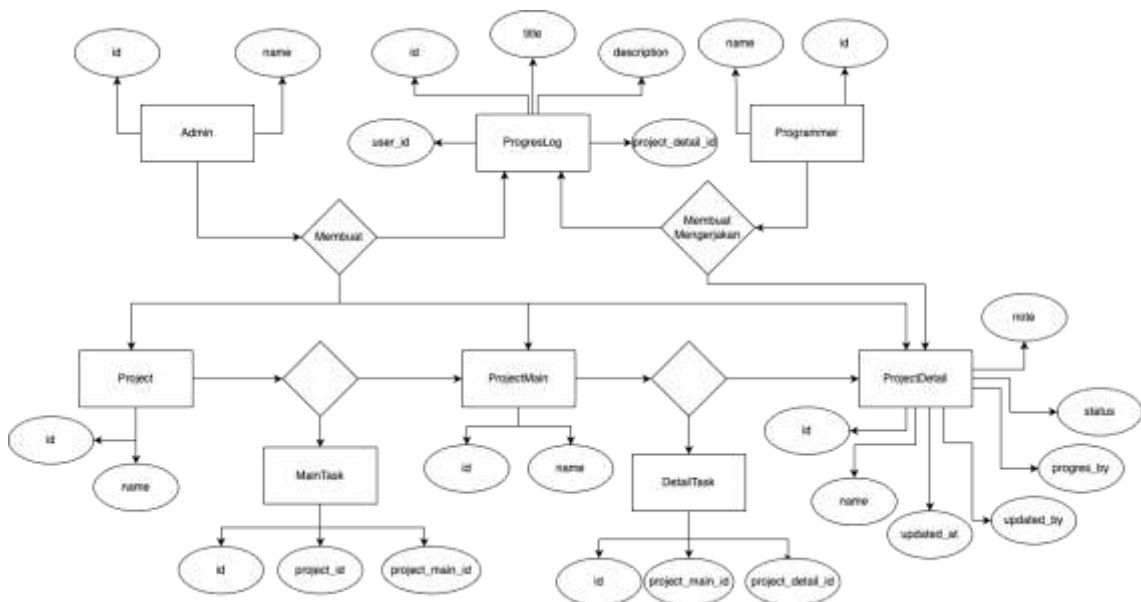 title
id
name
id
description
name
id
Admin
ProgresLog
Programmer
user_id
project_detail_id
Membuat
Membuat
Mengerjakan
note
Project
ProjectMain
ProjectDetail
status
id
id
name
id
progres_by
name
MainTask
DetailTask
name
updated_at
updated_by
id
project_id
project_main_id
id
project_main_id
project_detail_id